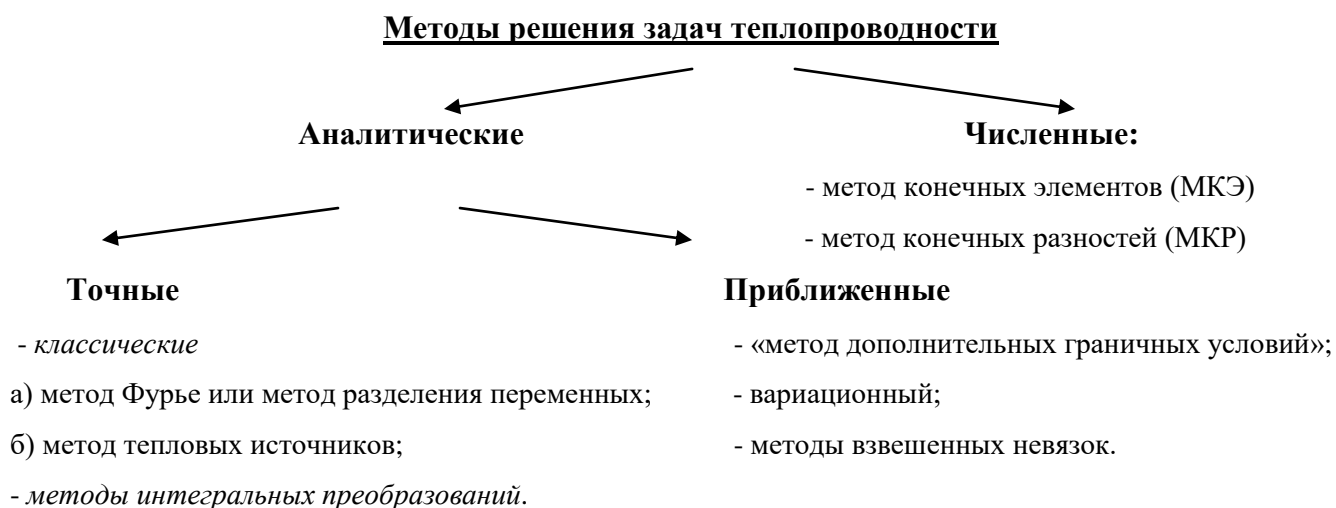 Методы решения задач теплопроводности
Аналитические
Численные:
- метод конечных элементов (МКЭ)
- метод конечных разностей (МКР)
Точные
Приближенные
- классические
а) метод Фурье или метод разделения переменных;
б) метод тепловых источников;
- методы интегральных преобразований.
- «метод дополнительных граничных условий»;
- вариационный;
- методы взвешенных невязок.